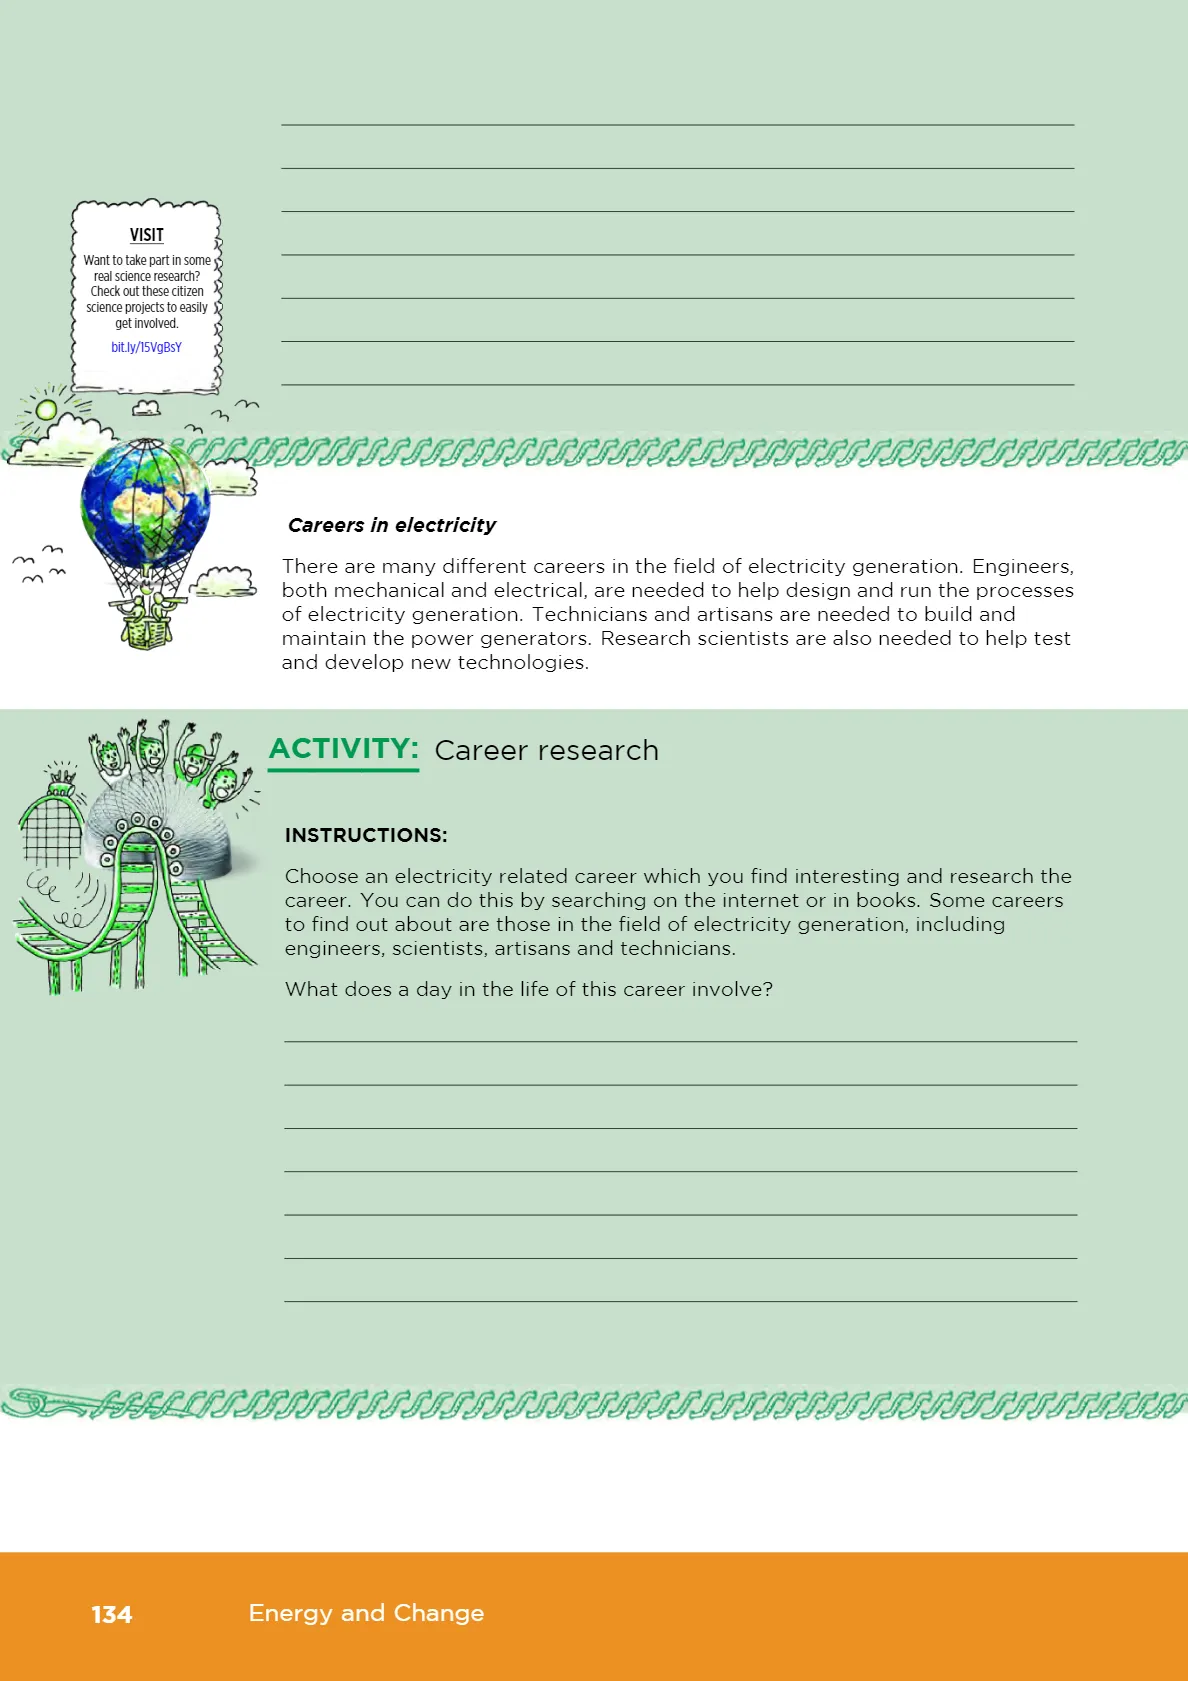 VISIT
Want to take part in some
real science research?
Check out these citizen
science projects to easily
get involved.
bit.ly/15VgBsY
Careers in electricity
There are many different careers in the field of electricity generation. Engineers,
both mechanical and electrical, are needed to help design and run the processes
of electricity generation. Technicians and artisans are needed to build and
maintain the power generators. Research scientists are also needed to help test
and develop new technologies.
ACTIVITY: Career research
INSTRUCTIONS:
Choose an electricity related career which you find interesting and research the
career. You can do this by searching on the internet or in books. Some careers
to find out about are those in the field of electricity generation, including
engineers, scientists, artisans and technicians.
What does a day in the life of this career involve?
134 Energy and Change